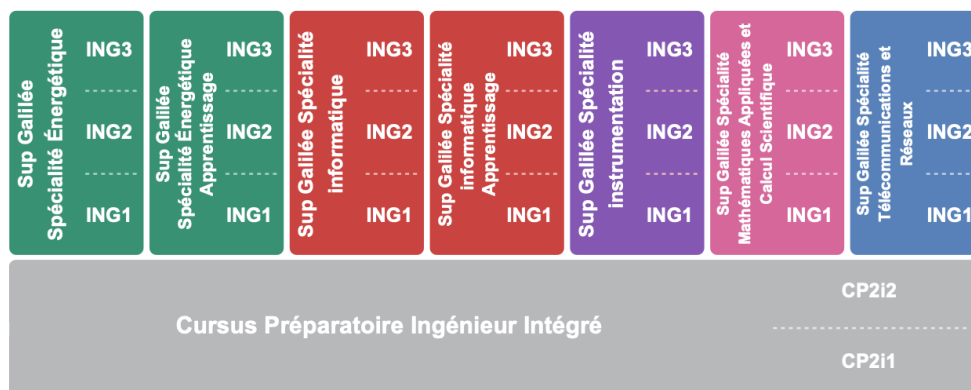 Sup Galilée
Spécialité Énergétique
ING3
ING2
ING1
Sup Galilée
Spécialité Énergétique
Apprentissage
ING3
ING2
ING1
Sup Galilée Spécialité
informatique
ING3
ING2
ING1
Sup Galilée Spécialité
informatique
Apprentissage
ING3
ING2
ING1
Sup Galilée Spécialité
instrumentation
ING3
ING2
ING1
Sup Galilée Spécialité
Mathématiques Appliquées et
Calcul Scientifique
ING3
ING2
ING1
Sup Galilée Spécialité
Télécommunications et
Réseaux
ING3
ING2
ING1
Cursus Préparatoire Ingénieur Intégré
CP2i2
CP2i1